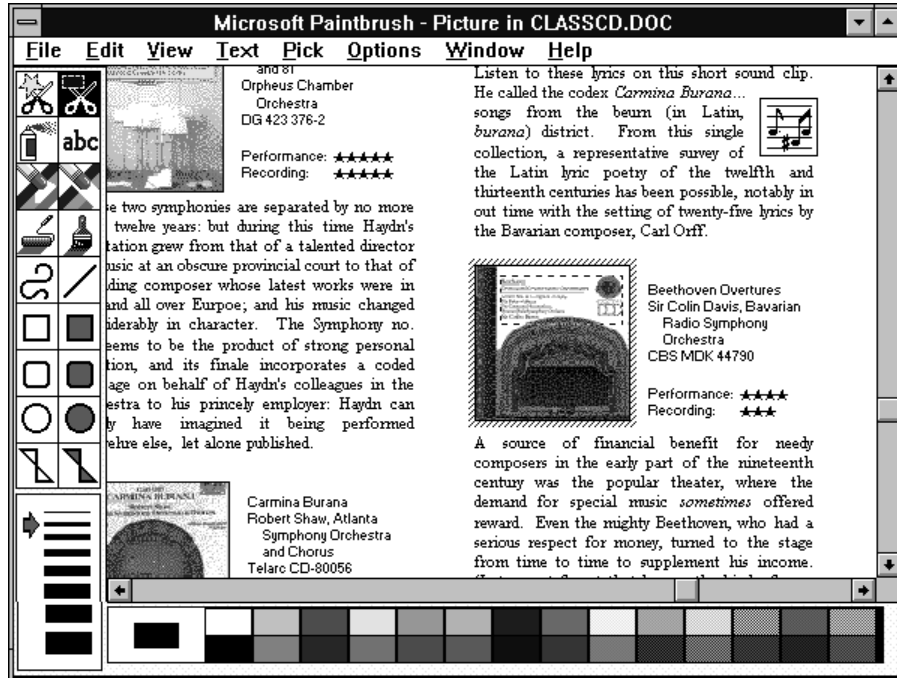 Microsoft Paintbrush - Picture in CLASSCD.DOC
File Edit View Text Pick Options Window Help
abc
and 81
Orpheus Chamber
Orchestra
DG 423 376-2
Performance: ★★★★★
Recording: ★★★★★
se two symphonies are separated by no more
twelve years: but during this time Haydn's
tation grew from that of a talented director
usic at an obscure provincial court to that of
ding composer whose latest works were in
and all over Eurpoe; and his music changed
iderably in character. The Symphony no.
eems to be the product of strong personal
tion, and its finale incorporates a coded
age on behalf of Haydn's colleagues in the
estra to his princely employer: Haydn can
ly have imagined it being performed
vehre else, let alone published.
CARMINA BURANA
Carmina Burana
Robert Shaw, Atlanta
Symphony Orchestra
and Chorus
Telarc CD-80056
Listen to these lyrics on this short sound clip.
He called the codex Carmina Burana...
songs from the beurn (in Latin,
burana) district. From this single
collection, a representative survey of
the Latin lyric poetry of the twelfth and
thirteenth centuries has been possible, notably in
out time with the setting of twenty-five lyrics by
the Bavarian composer, Carl Orff.
Beethoven Overtures
Sir Colin Davis, Bavarian
Radio Symphony
Orchestra
CBS MDK 44790
Performance: ★★★★
Recording: ★★★
A source of financial benefit for needy
composers in the early part of the nineteenth
century was the popular theater, where the
demand for special music sometimes offered
reward. Even the mighty Beethoven, who had a
serious respect for money, turned to the stage
from time to time to supplement his income.